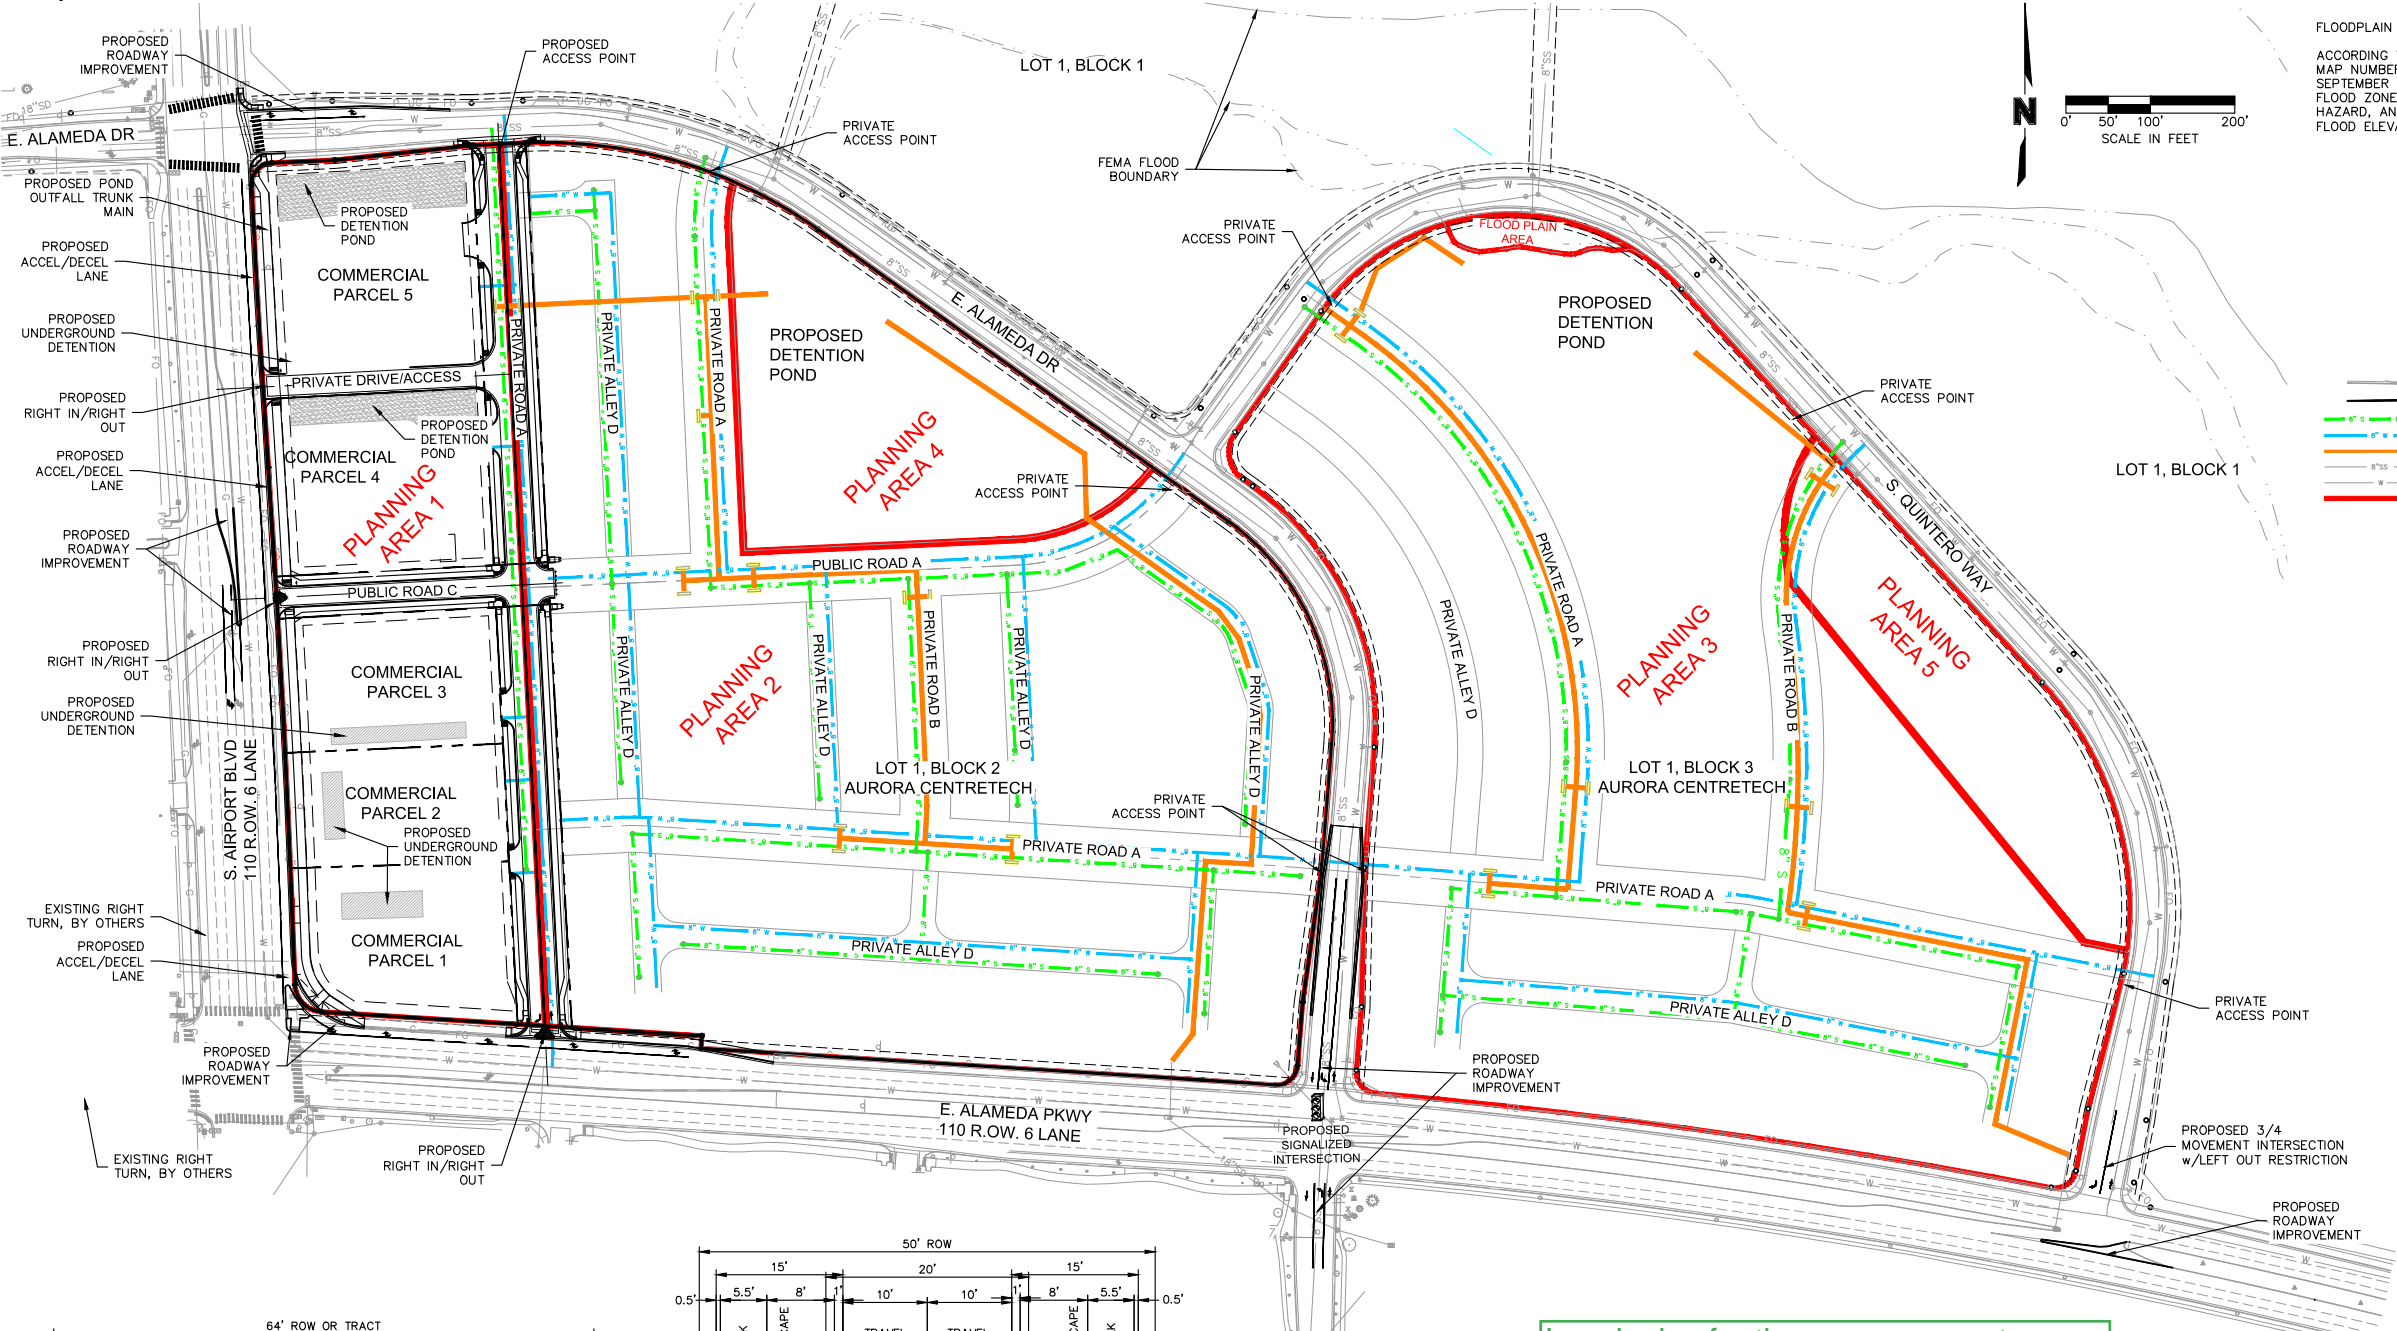 PROPOSED
ROADWAY
IMPROVEMENT
PROPOSED
ACCESS POINT
LOT 1, BLOCK 1
PRIVATE
ACCESS POINT
FEMA FLOOD
BOUNDARY
N
0'
50'
100'
200'
SCALE IN FEET
FLOODPLAIN
ACCORDING
MAP NUMBER
SEPTEMBER
FLOOD ZONE
HAZARD, AN
FLOOD ELEVA
E. ALAMEDA DR
18"SD
PROPOSED POND
OUTFALL TRUNK
MAIN
PROPOSED
DETENTION
POND
PROPOSED
ACCEL/DECEL
LANE
COMMERCIAL
PARCEL 5
PROPOSED
UNDERGROUND
DETENTION
PRIVATE DRIVE/ACCESS
PROPOSED
RIGHT IN/RIGHT
OUT
PROPOSED
DETENTION
POND
COMMERCIAL
PARCEL 4
PROPOSED
ACCEL/DECEL
LANE
PLANNING
AREA 1
PROPOSED
ROADWAY
IMPROVEMENT
PUBLIC ROAD C
PROPOSED
RIGHT IN/RIGHT
OUT
COMMERCIAL
PARCEL 3
PROPOSED
UNDERGROUND
DETENTION
S. AIRPORT BLVD
110 R.OW. 6 LANE
COMMERCIAL
PARCEL 2
PROPOSED
UNDERGROUND
DETENTION
EXISTING RIGHT
TURN, BY OTHERS
COMMERCIAL
PARCEL 1
PROPOSED
ACCEL/DECEL
LANE
PROPOSED
ROADWAY
IMPROVEMENT
EXISTING RIGHT
TURN, BY OTHERS
PROPOSED
RIGHT IN/RIGHT
OUT
PRIVATE ROAD A
PRIVATE ALLEY D
PRIVATE ROAD A
PROPOSED
DETENTION
POND
E. ALAMEDA DR
PLANNING
AREA 4
PRIVATE
ACCESS POINT
PUBLIC ROAD A
PRIVATE ALLEY D
PLANNING
AREA 2
PRIVATE ALLEY D
PRIVATE ROAD B
PRIVATE ALLEY D
PRIVATE ALLEY D
LOT 1, BLOCK 2
AURORA CENTRETECH
PRIVATE
ACCESS POINT
PRIVATE ROAD A
PRIVATE ALLEY D
E. ALAMEDA PKWY
110 R.OW. 6 LANE
PRIVATE
ACCESS POINT
FLOOD PLAIN
AREA
PROPOSED
DETENTION
POND
PRIVATE
ACCESS POINT
LOT 1, BLOCK 1
S. QUINTERO WAY
PRIVATE ROAD A
PRIVATE ALLEY D
PLANNING
AREA 3
PRIVATE ROAD B
PLANNING
AREA 5
LOT 1, BLOCK 3
AURORA CENTRETECH
PRIVATE ROAD A
PRIVATE ALLEY D
PRIVATE
ACCESS POINT
PROPOSED
ROADWAY
IMPROVEMENT
PROPOSED
SIGNALIZED
INTERSECTION
PROPOSED 3/4
MOVEMENT INTERSECTION
w/LEFT OUT RESTRICTION
PROPOSED
ROADWAY
IMPROVEMENT
50' ROW
15'
20'
15'
0.5'
5.5'
8'
1'
10'
10'
1'
8'
5.5'
0.5'
64' ROW OR TRACT